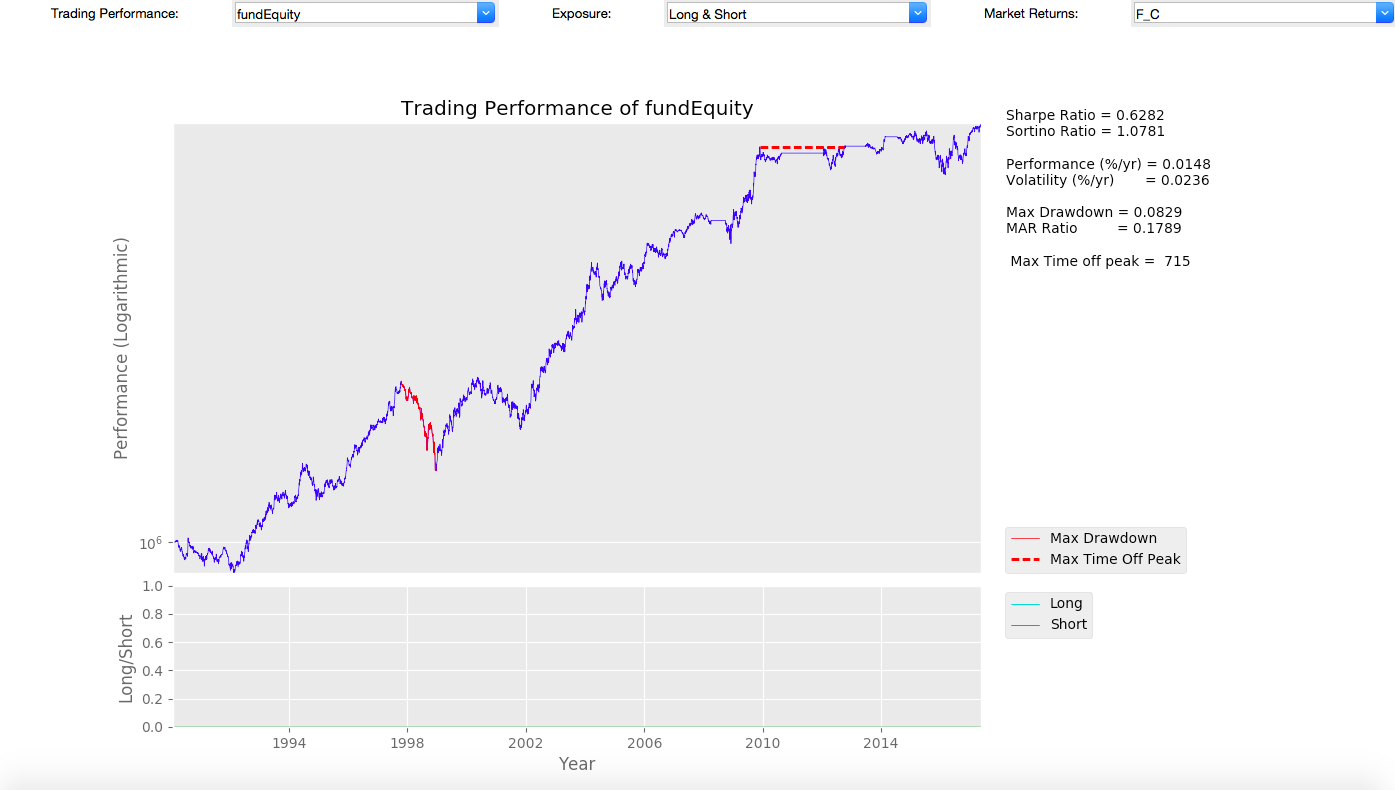 Trading Performance: fundEquity Exposure: Long & Short Market Returns: F_C
Trading Performance of fundEquity
Sharpe Ratio = 0.6282
Sortino Ratio = 1.0781
Performance (%/yr) = 0.0148
Volatility (%/yr) = 0.0236
Max Drawdown = 0.0829
MAR Ratio = 0.1789
Max Time off peak = 715
Performance (Logarithmic)
10⁶
Max Drawdown
Max Time Off Peak
Long/Short
1.0
0.8
0.6
0.4
0.2
0.0
Long
Short
1994 1998 2002 2006 2010 2014
Year